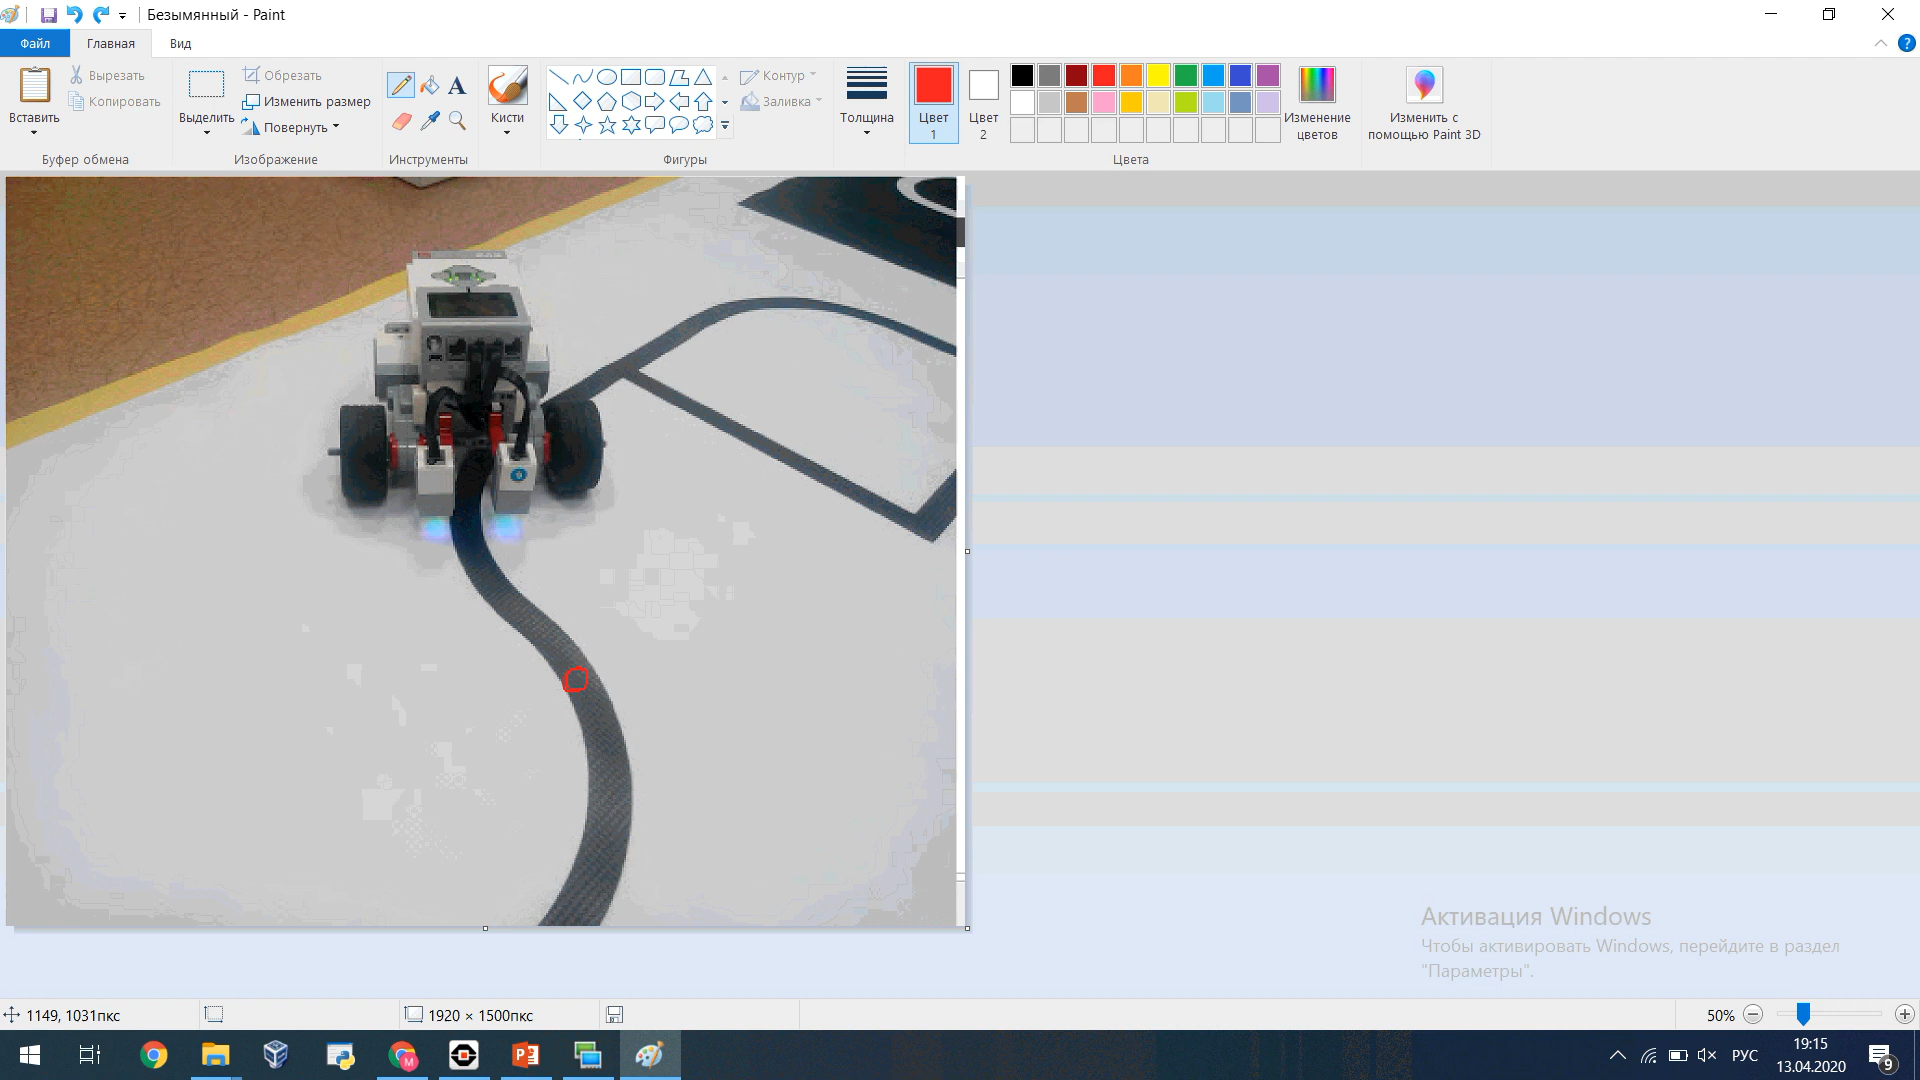 Безымянный - Paint
Файл Главная Вид
Вставить
Вырезать
Копировать
Буфер обмена
Выделить
Обрезать
Изменить размер
Повернуть
Изображение
A
Инструменты
Кисти
Контур
Заливка
Фигуры
Толщина
Цвет
1
Цвет
2
Изменение
цветов
Цвета
Изменить с
помощью Paint 3D
Активация Windows
Чтобы активировать Windows, перейдите в раздел
"Параметры".
1149, 1031пкс
1920 × 1500пкс
50%
РУС
19:15
13.04.2020
9